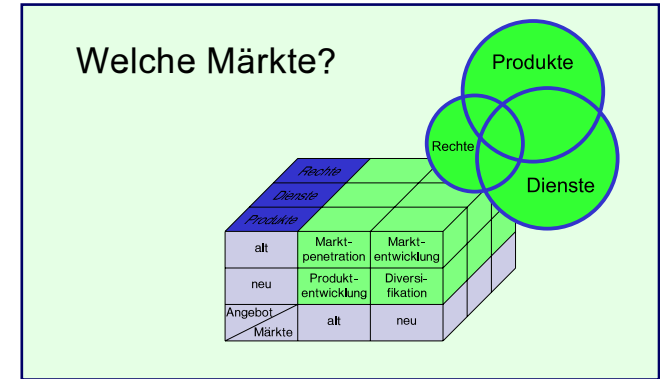 Welche Märkte?
Produkte
Rechte
Dienste
Rechte
Dienste
Produkte
alt
Markt-
penetration
Markt-
entwicklung
neu
Produkt-
entwicklung
Diversi-
fikation
Angebot
Märkte
alt
neu